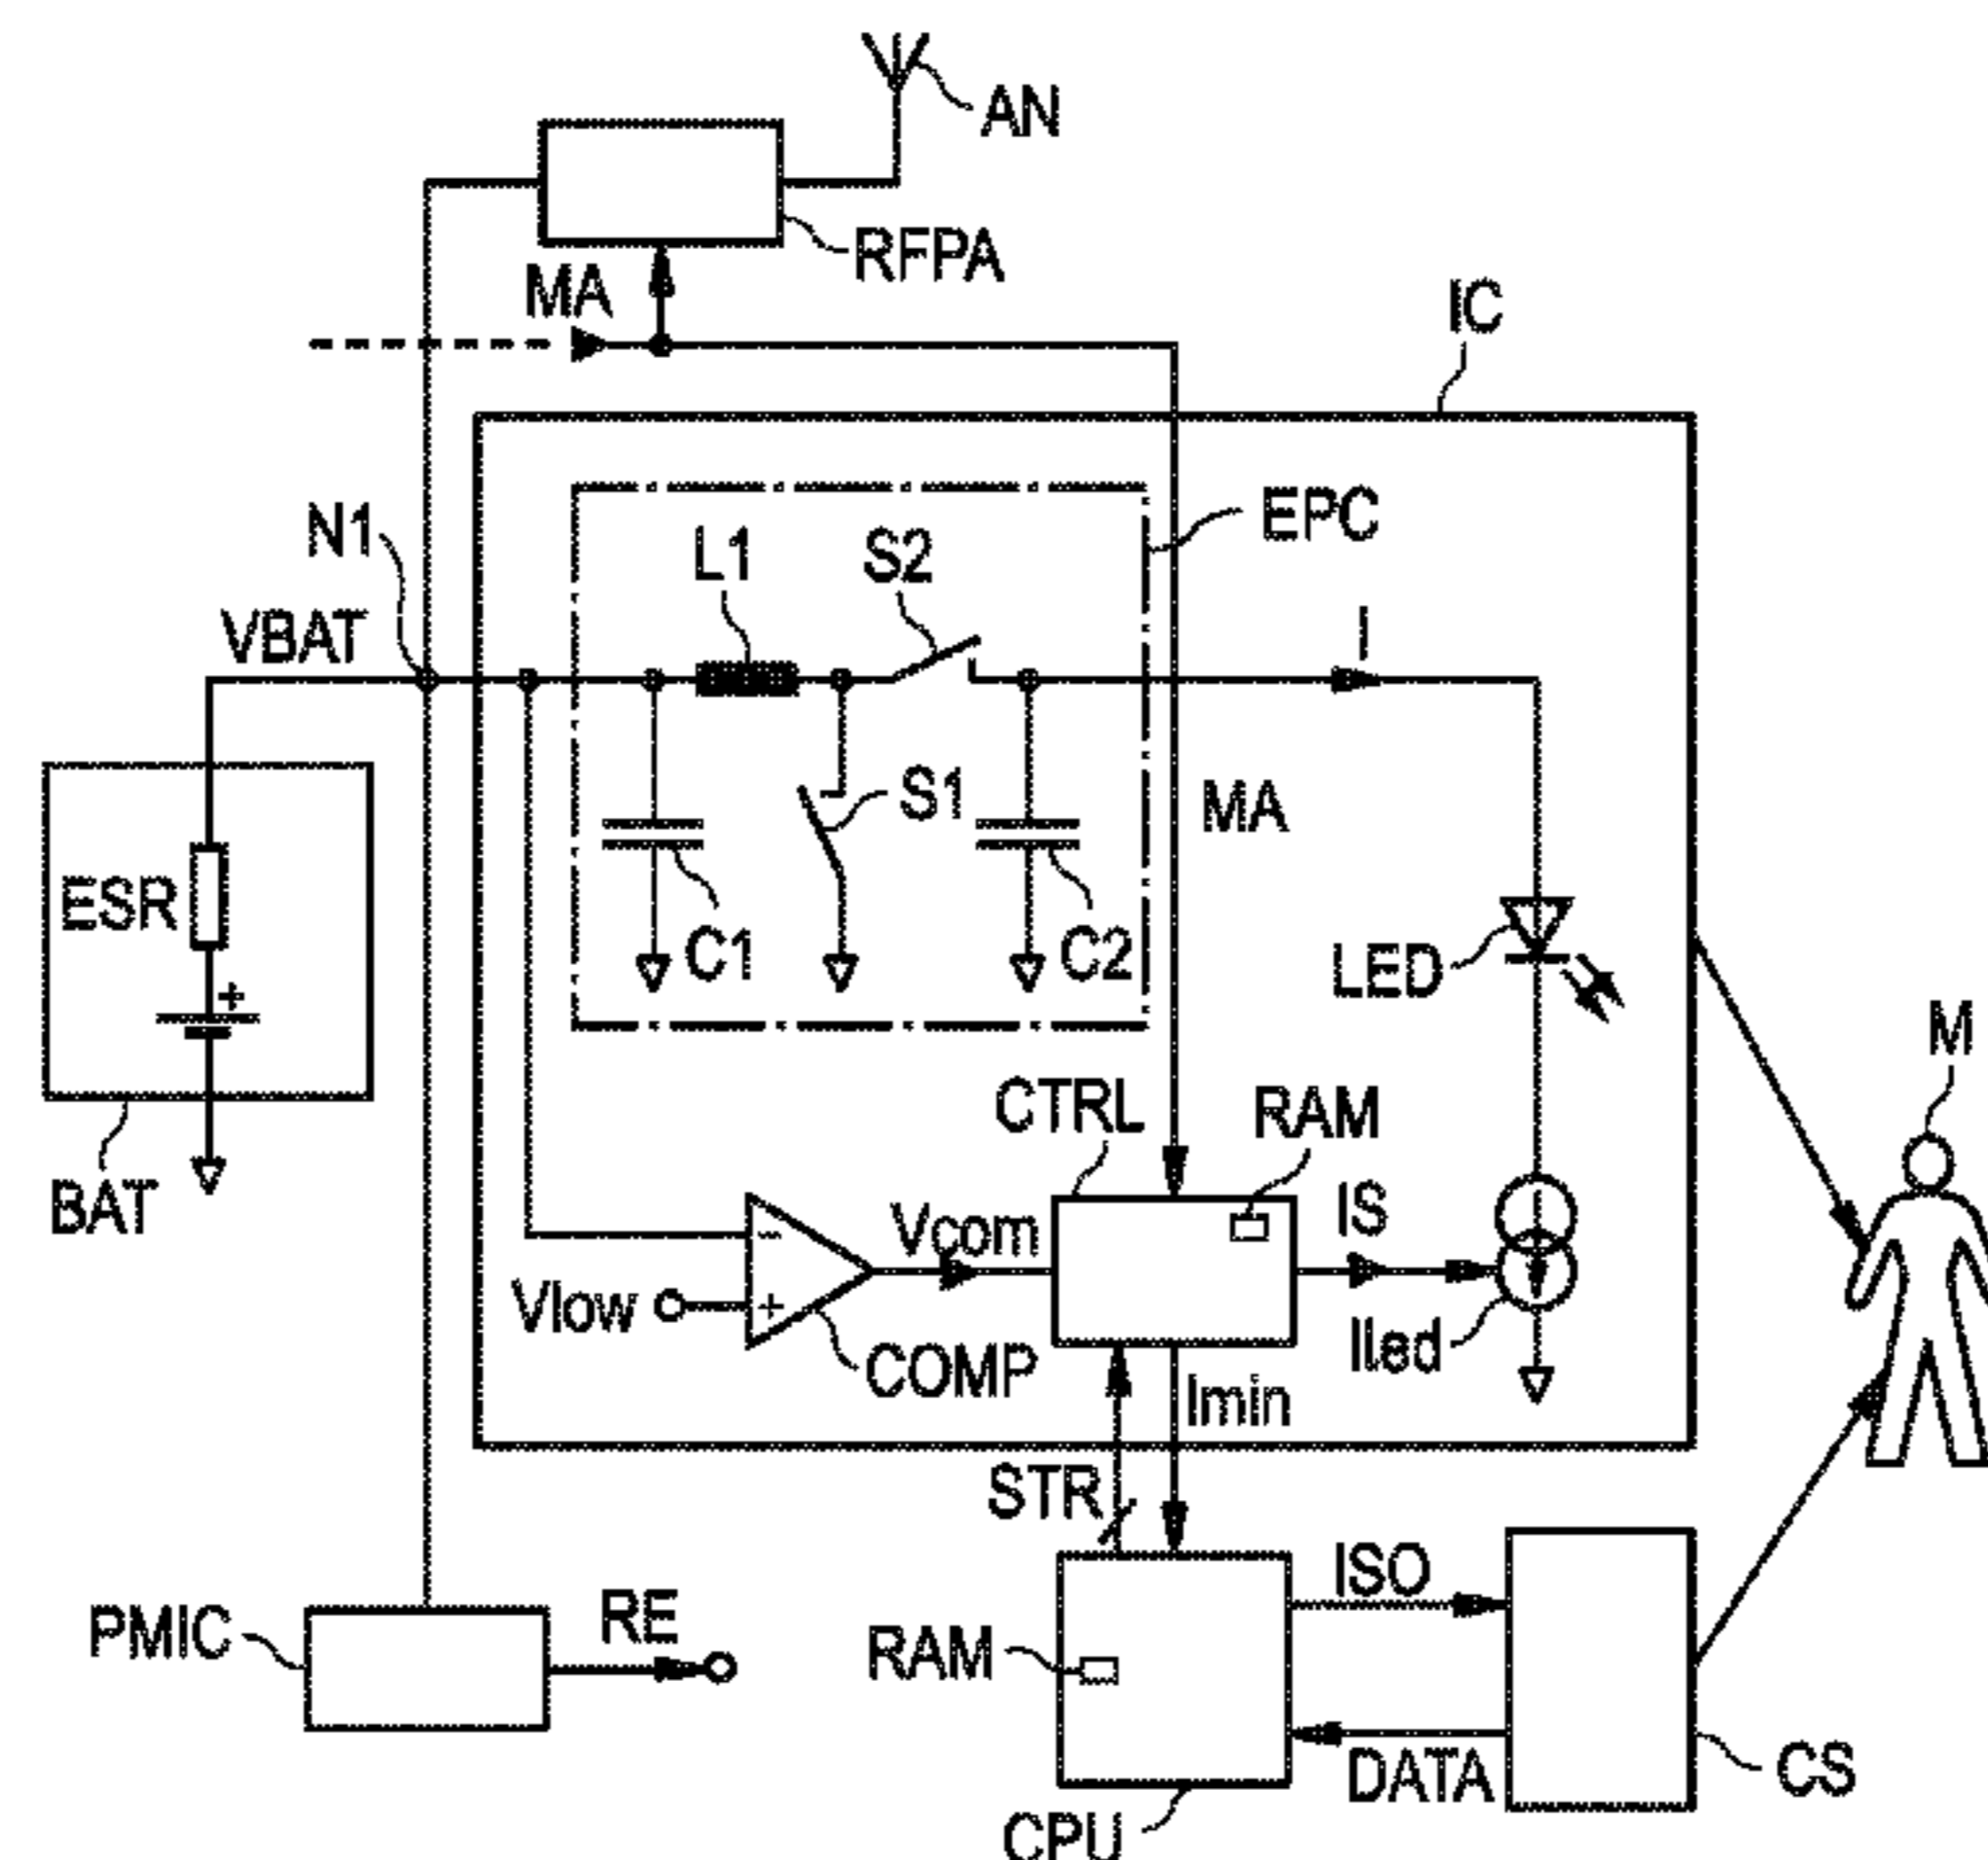 AN
RFPA
MA
IC
N1
L1
S2
EPC
VBAT
I
S1
MA
ESR
C1
C2
LED
M
+
CTRL
RAM
BAT
Vcom
IS
-
Vlow
+
COMP
Iled
Imin
STR
ISO
PMIC
RE
RAM
DATA
CS
CPU